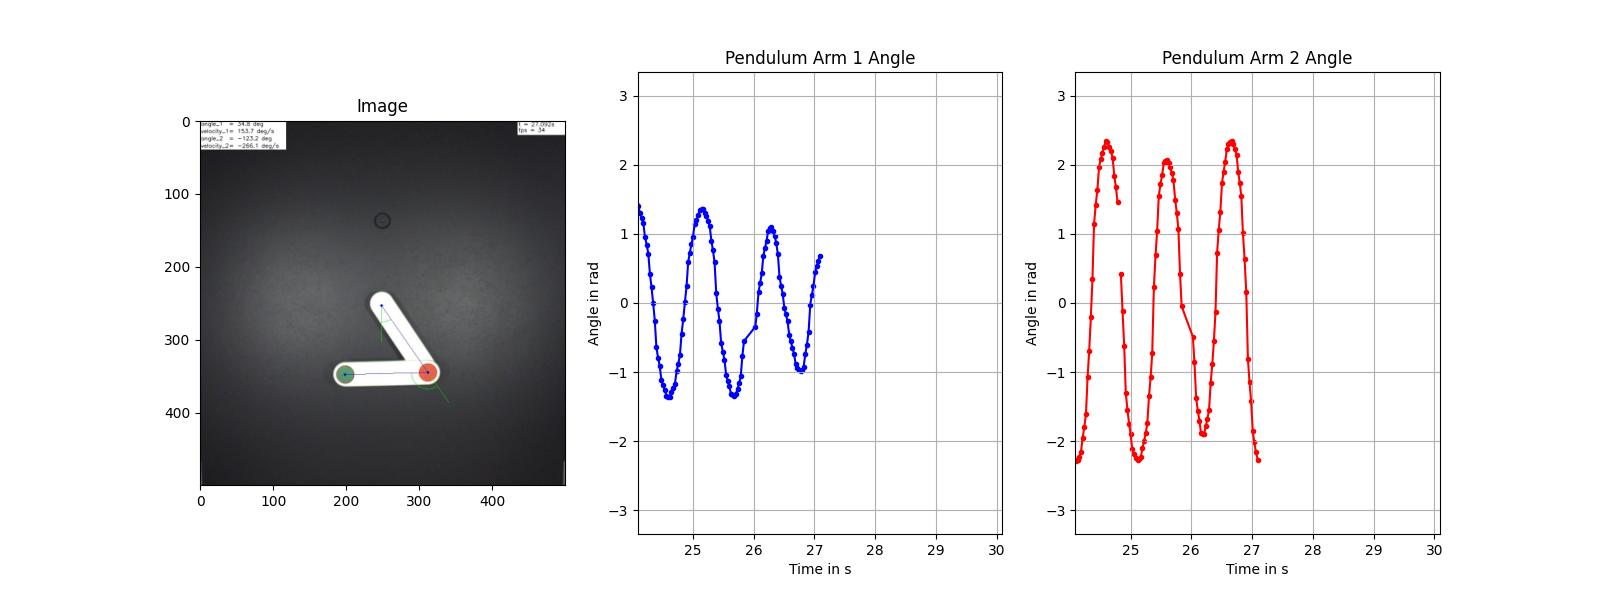 Image
angle_1 = 34.8 deg
velocity_1= 153.7 deg/s
angle_2 = -123.2 deg
velocity_2= -266.1 deg/s
t = 27.092s
fps = 34
0
100
200
300
400
0 100 200 300 400
Pendulum Arm 1 Angle
Angle in rad
3
2
1
0
−1
−2
−3
25 26 27 28 29 30
Time in s
Pendulum Arm 2 Angle
Angle in rad
3
2
1
0
−1
−2
−3
25 26 27 28 29 30
Time in s